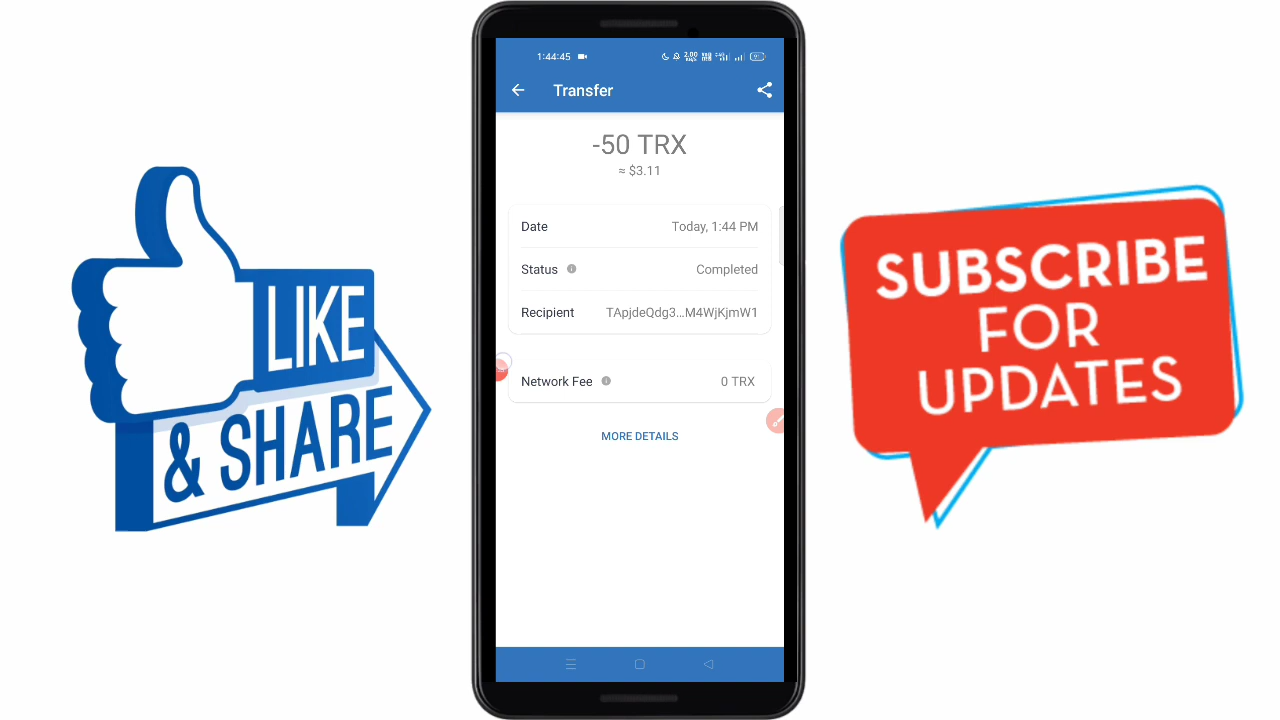 LIKE
& SHARE
1:44:45
Transfer
-50 TRX
≈ $3.11
Date Today, 1:44 PM
Status Completed
Recipient TApjdeQdg3...M4WjKjmW1
Network Fee 0 TRX
MORE DETAILS
SUBSCRIBE
FOR
UPDATES